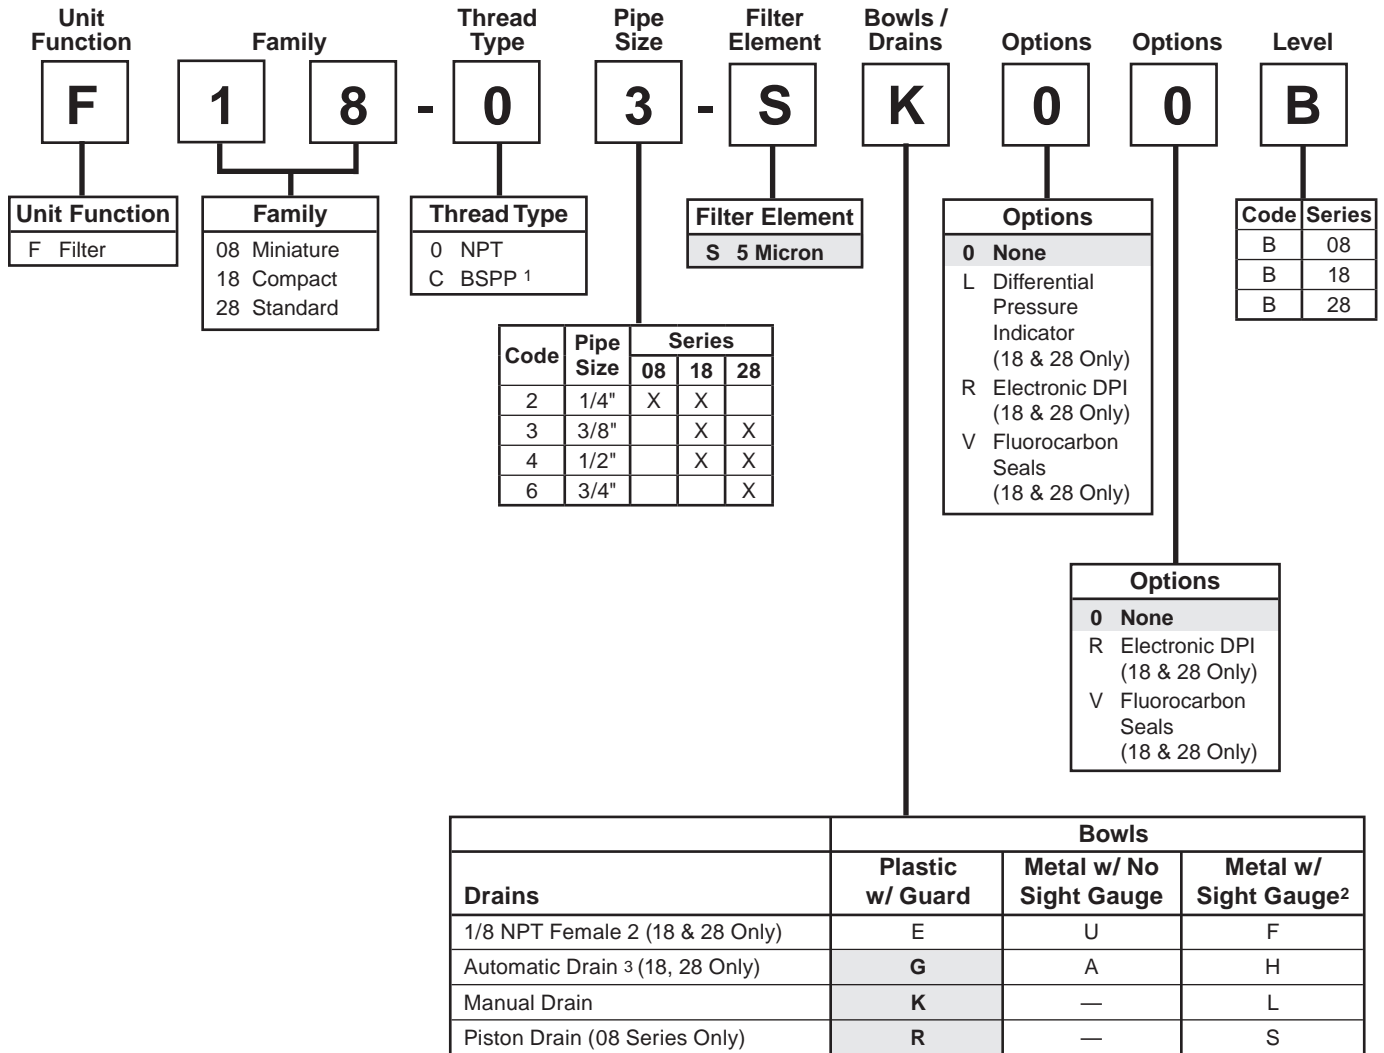 Unit Function
Family
Thread Type
Pipe Size
Filter Element
Bowls / Drains
Options
Options
Level
F 1 8 - 0 3 - S K 0 0 B
Unit Function
F Filter
Family
08 Miniature
18 Compact
28 Standard
Thread Type
0 NPT
C BSPP 1
Filter Element
S 5 Micron
Options
0 None
L Differential
Pressure
Indicator
(18 & 28 Only)
R Electronic DPI
(18 & 28 Only)
V Fluorocarbon
Seals
(18 & 28 Only)
Code Series
B 08
B 18
B 28
Code Pipe Size Series
08 18 28
2 1/4" X X
3 3/8" X X
4 1/2" X X
6 3/4" X
Options
0 None
R Electronic DPI
(18 & 28 Only)
V Fluorocarbon
Seals
(18 & 28 Only)
Bowls
Drains Plastic w/ Guard Metal w/ No Sight Gauge Metal w/ Sight Gauge2
1/8 NPT Female 2 (18 & 28 Only) E U F
Automatic Drain 3 (18, 28 Only) G A H
Manual Drain K — L
Piston Drain (08 Series Only) R — S